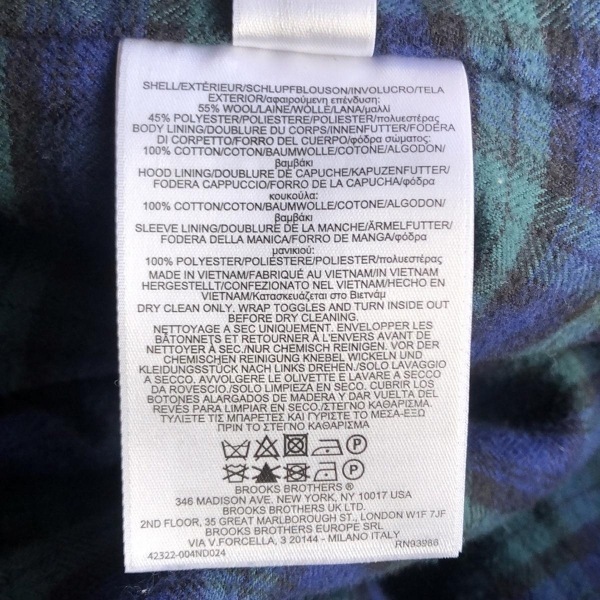 SHELL/EXTÉRIEUR/SCHLUPFBLOUSON/INVOLUCRO/TELA
EXTERIOR/αφαιρούμενη επένδυση:
55% WOOL/LAINE/WOLLE/LANA/μαλλί
45% POLYESTER/POLIESTERE/POLIESTER/πολυεστέρας
BODY LINING/DOUBLURE DU CORPS/INNENFUTTER/FODERA
DI CORPETTO/FORRO DEL CUERPO/φόδρα σώματος:
100% COTTON/COTON/BAUMWOLLE/COTONE/ALGODON/
βαμβάκι
HOOD LINING/DOUBLURE DE CAPUCHE/KAPUZENFUTTER/
FODERA CAPPUCCIO/FORRO DE LA CAPUCHA/φόδρα
κουκούλα:
100% COTTON/COTON/BAUMWOLLE/COTONE/ALGODON/
βαμβάκι
SLEEVE LINING/DOUBLURE DE LA MANCHE/ÄRMELFUTTER/
FODERA DELLA MANICA/FORRO DE MANGA/φόδρα
μανικιού:
100% POLYESTER/POLIESTERE/POLIESTER/πολυεστέρας
MADE IN VIETNAM/FABRIQUÉ AU VIETNAM/IN VIETNAM
HERGESTELLT/CONFEZIONATO NEL VIETNAM/HECHO EN
VIETNAM/Κατασκευάζεται στο Βιετνάμ
DRY CLEAN ONLY. WRAP TOGGLES AND TURN INSIDE OUT
BEFORE DRY CLEANING.
NETTOYAGE A SEC UNIQUEMENT. ENVELOPPER LES
BÂTONNETS ET RETOURNER À L'ENVERS AVANT DE
NETTOYER A SEC./NUR CHEMISCH REINIGEN. VOR DER
CHEMISCHEN REINIGUNG KNEBEL WICKELN UND
KLEIDUNGSSTÜCK NACH LINKS DREHEN./SOLO LAVAGGIO
A SECCO. AVVOLGERE LE OLIVETTE E LAVARE A SECCO
DA ROVESCIO./SOLO LIMPIEZA EN SECO. CUBRIR LOS
BOTONES ALARGADOS DE MADERA Y DAR VUELTA DEL
REVÉS PARA LIMPIAR EN SECO./ΣΤΕΓΝΟ ΚΑΘΑΡΙΣΜΑ.
ΤΥΛΙΞΤΕ ΤΙΣ ΜΠΑΡΕΤΕΣ ΚΑΙ ΓΥΡΙΣΤΕ ΤΟ ΜΕΣΑ-ΕΞΩ
ΠΡΙΝ ΤΟ ΣΤΕΓΝΟ ΚΑΘΑΡΙΣΜΑ
BROOKS BROTHERS ®
346 MADISON AVE, NEW YORK, NY 10017 USA
BROOKS BROTHERS UK LTD.
2ND FLOOR, 35 GREAT MARLBOROUGH ST., LONDON W1F 7JF
BROOKS BROTHERS EUROPE SRL
VIA V.FORCELLA, 3 20144 - MILANO ITALY
42322-004ND024
RN93986